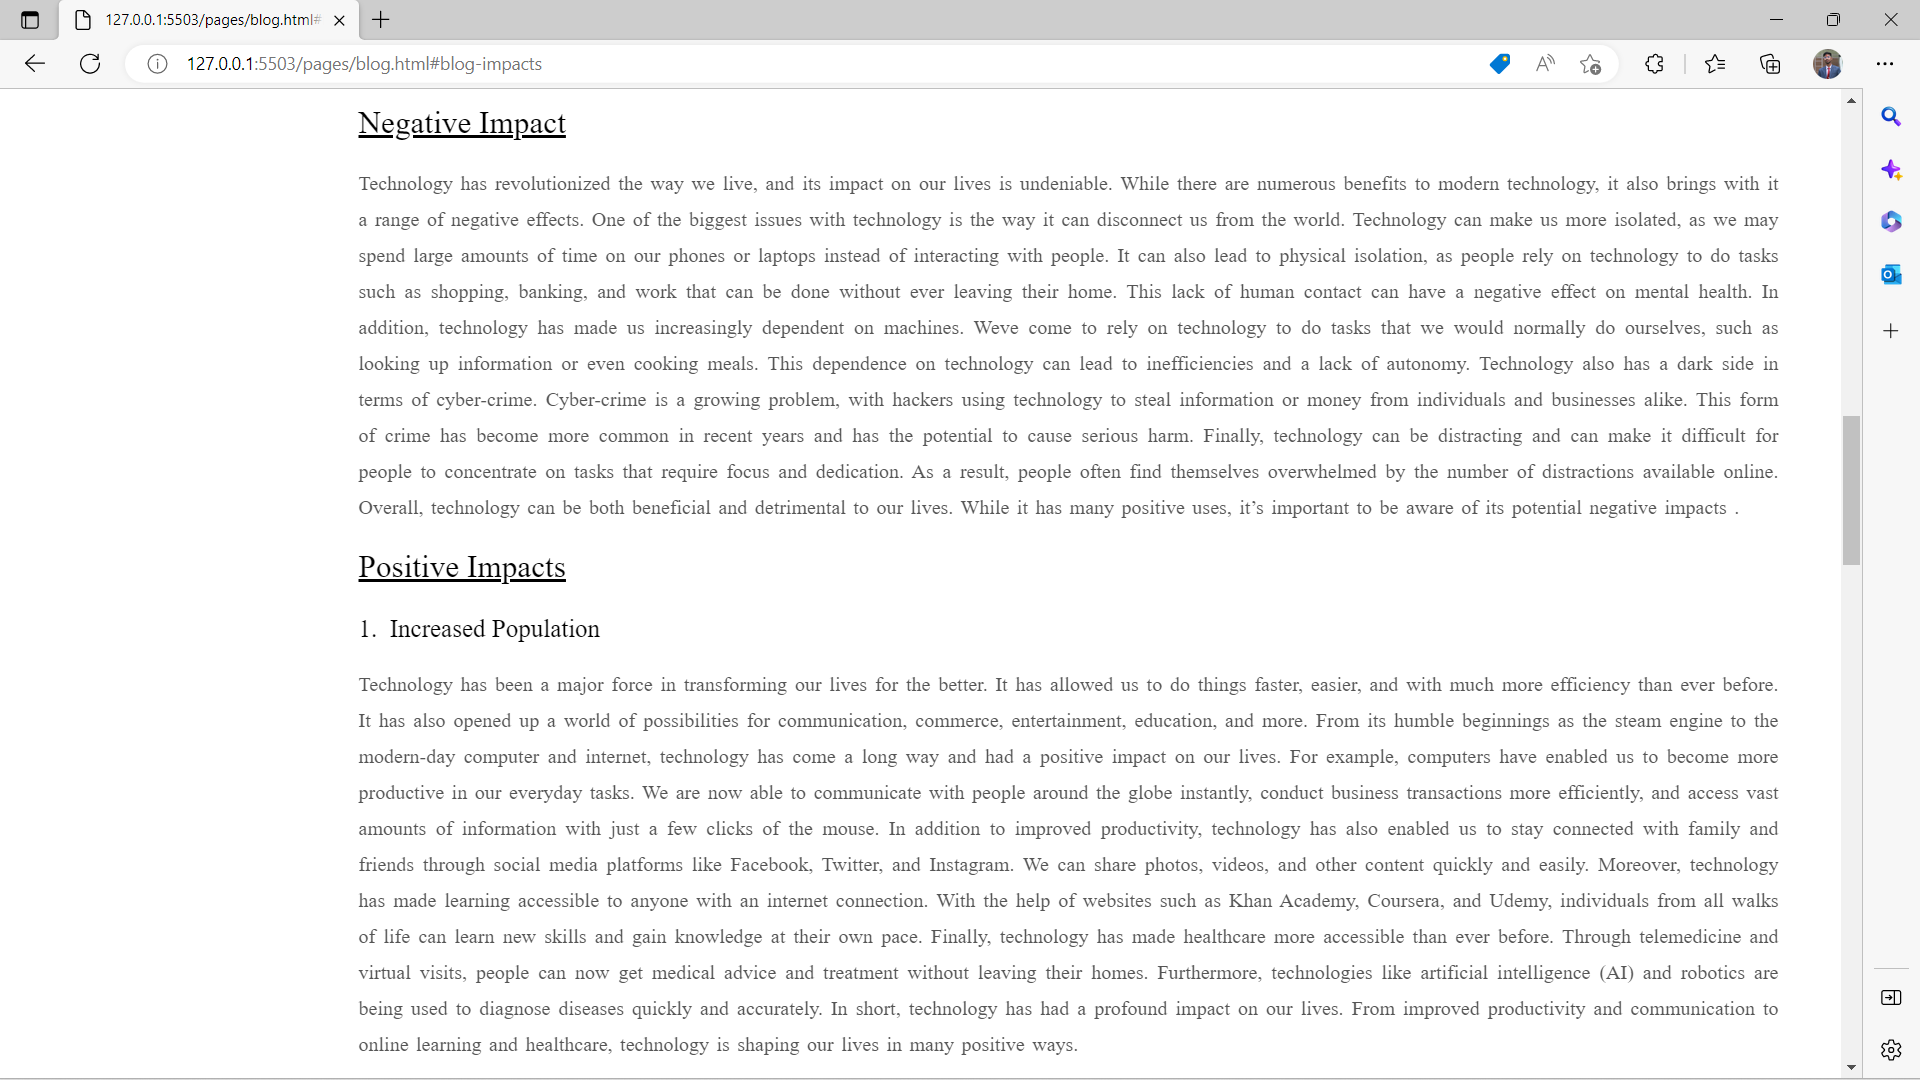 127.0.0.1:5503/pages/blog.html#
127.0.0.1:5503/pages/blog.html#blog-impacts
Negative Impact
Technology has revolutionized the way we live, and its impact on our lives is undeniable. While there are numerous benefits to modern technology, it also brings with it
a range of negative effects. One of the biggest issues with technology is the way it can disconnect us from the world. Technology can make us more isolated, as we may
spend large amounts of time on our phones or laptops instead of interacting with people. It can also lead to physical isolation, as people rely on technology to do tasks
such as shopping, banking, and work that can be done without ever leaving their home. This lack of human contact can have a negative effect on mental health. In
addition, technology has made us increasingly dependent on machines. Weve come to rely on technology to do tasks that we would normally do ourselves, such as
looking up information or even cooking meals. This dependence on technology can lead to inefficiencies and a lack of autonomy. Technology also has a dark side in
terms of cyber-crime. Cyber-crime is a growing problem, with hackers using technology to steal information or money from individuals and businesses alike. This form
of crime has become more common in recent years and has the potential to cause serious harm. Finally, technology can be distracting and can make it difficult for
people to concentrate on tasks that require focus and dedication. As a result, people often find themselves overwhelmed by the number of distractions available online.
Overall, technology can be both beneficial and detrimental to our lives. While it has many positive uses, it’s important to be aware of its potential negative impacts .
Positive Impacts
1. Increased Population
Technology has been a major force in transforming our lives for the better. It has allowed us to do things faster, easier, and with much more efficiency than ever before.
It has also opened up a world of possibilities for communication, commerce, entertainment, education, and more. From its humble beginnings as the steam engine to the
modern-day computer and internet, technology has come a long way and had a positive impact on our lives. For example, computers have enabled us to become more
productive in our everyday tasks. We are now able to communicate with people around the globe instantly, conduct business transactions more efficiently, and access vast
amounts of information with just a few clicks of the mouse. In addition to improved productivity, technology has also enabled us to stay connected with family and
friends through social media platforms like Facebook, Twitter, and Instagram. We can share photos, videos, and other content quickly and easily. Moreover, technology
has made learning accessible to anyone with an internet connection. With the help of websites such as Khan Academy, Coursera, and Udemy, individuals from all walks
of life can learn new skills and gain knowledge at their own pace. Finally, technology has made healthcare more accessible than ever before. Through telemedicine and
virtual visits, people can now get medical advice and treatment without leaving their homes. Furthermore, technologies like artificial intelligence (AI) and robotics are
being used to diagnose diseases quickly and accurately. In short, technology has had a profound impact on our lives. From improved productivity and communication to
online learning and healthcare, technology is shaping our lives in many positive ways.